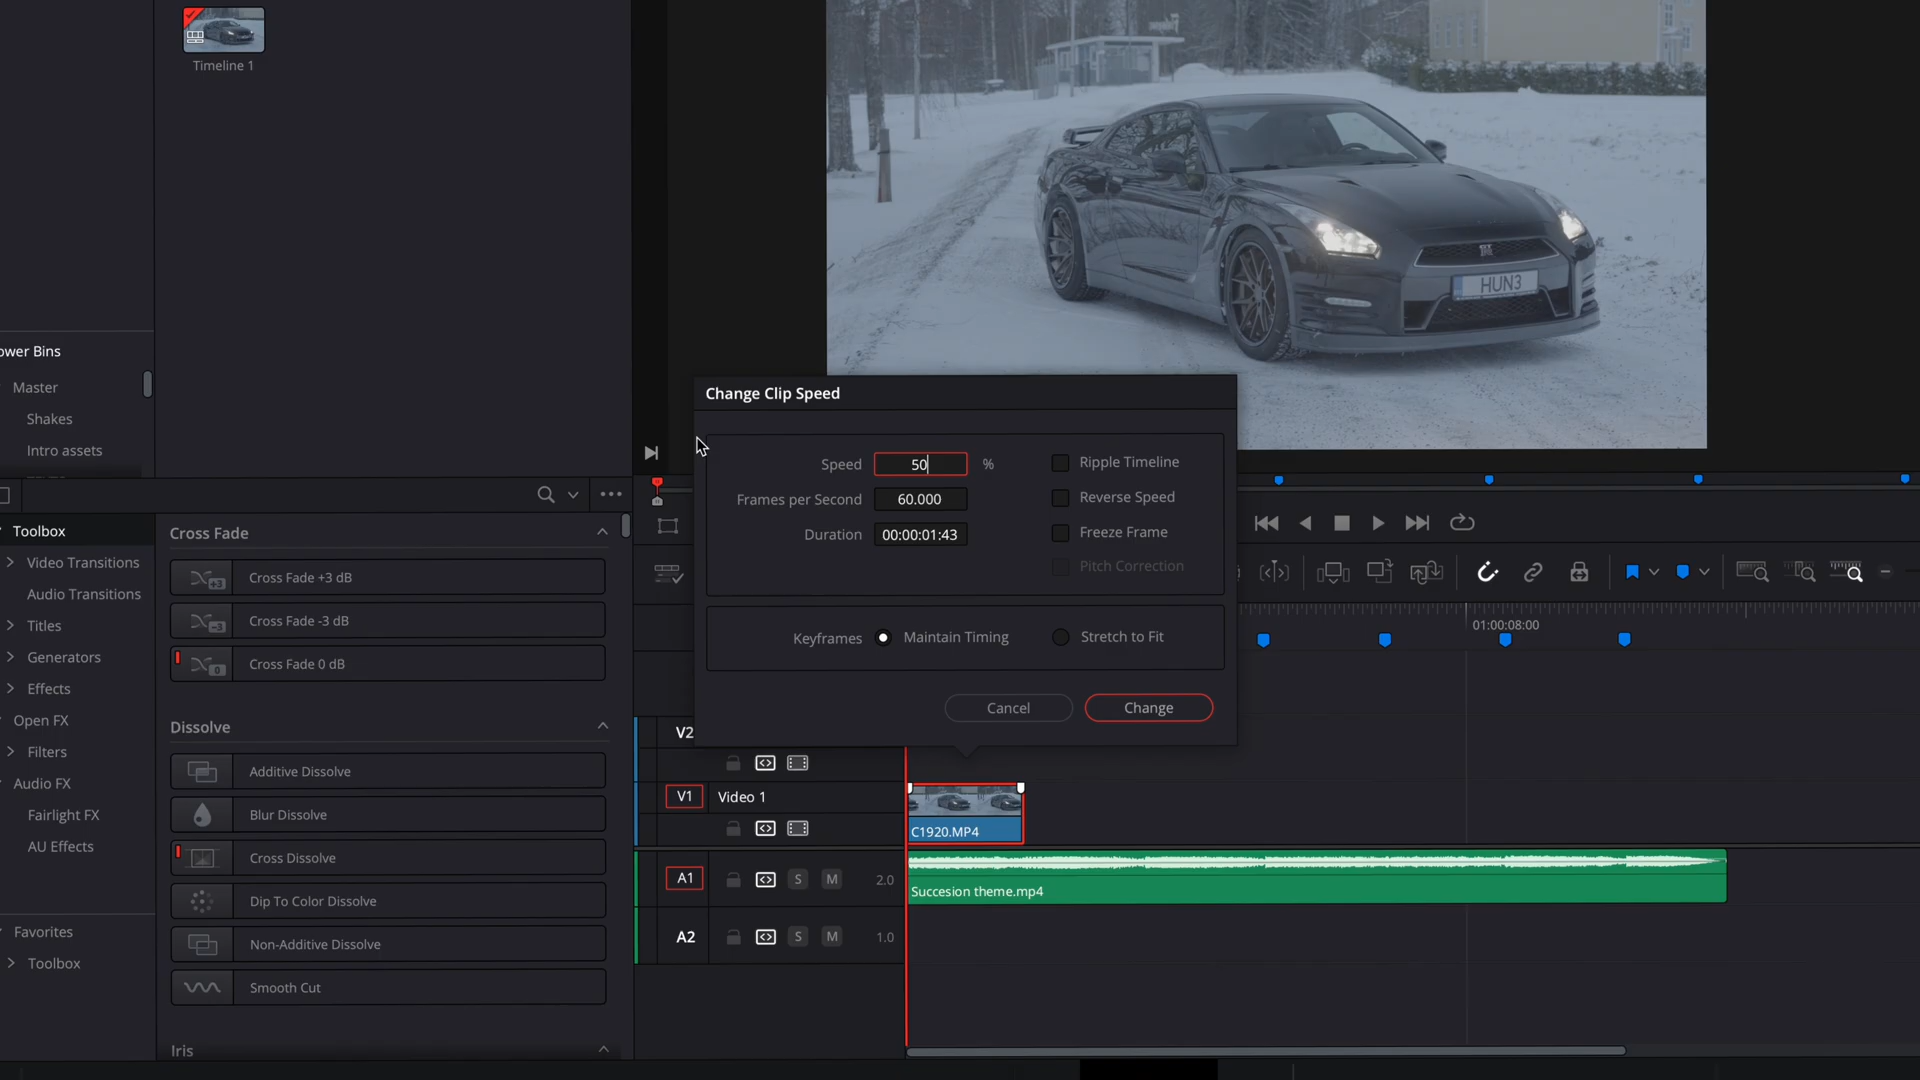 Timeline 1
HUN3
ower Bins
Master
Shakes
Intro assets
Change Clip Speed
Speed 50 %
Ripple Timeline
Frames per Second 60.000
Reverse Speed
Duration 00:00:01:43
Freeze Frame
Pitch Correction
Keyframes Maintain Timing Stretch to Fit
Cancel Change
Toolbox
Video Transitions
Audio Transitions
Titles
Generators
Effects
Open FX
Filters
Audio FX
Fairlight FX
AU Effects
Favorites
Toolbox
Cross Fade
+3 Cross Fade +3 dB
-3 Cross Fade -3 dB
0 Cross Fade 0 dB
Dissolve
Additive Dissolve
Blur Dissolve
Cross Dissolve
Dip To Color Dissolve
Non-Additive Dissolve
Smooth Cut
Iris
01:00:08:00
V2
V1 Video 1
C1920.MP4
A1 S M 2.0
Succesion theme.mp4
A2 S M 1.0